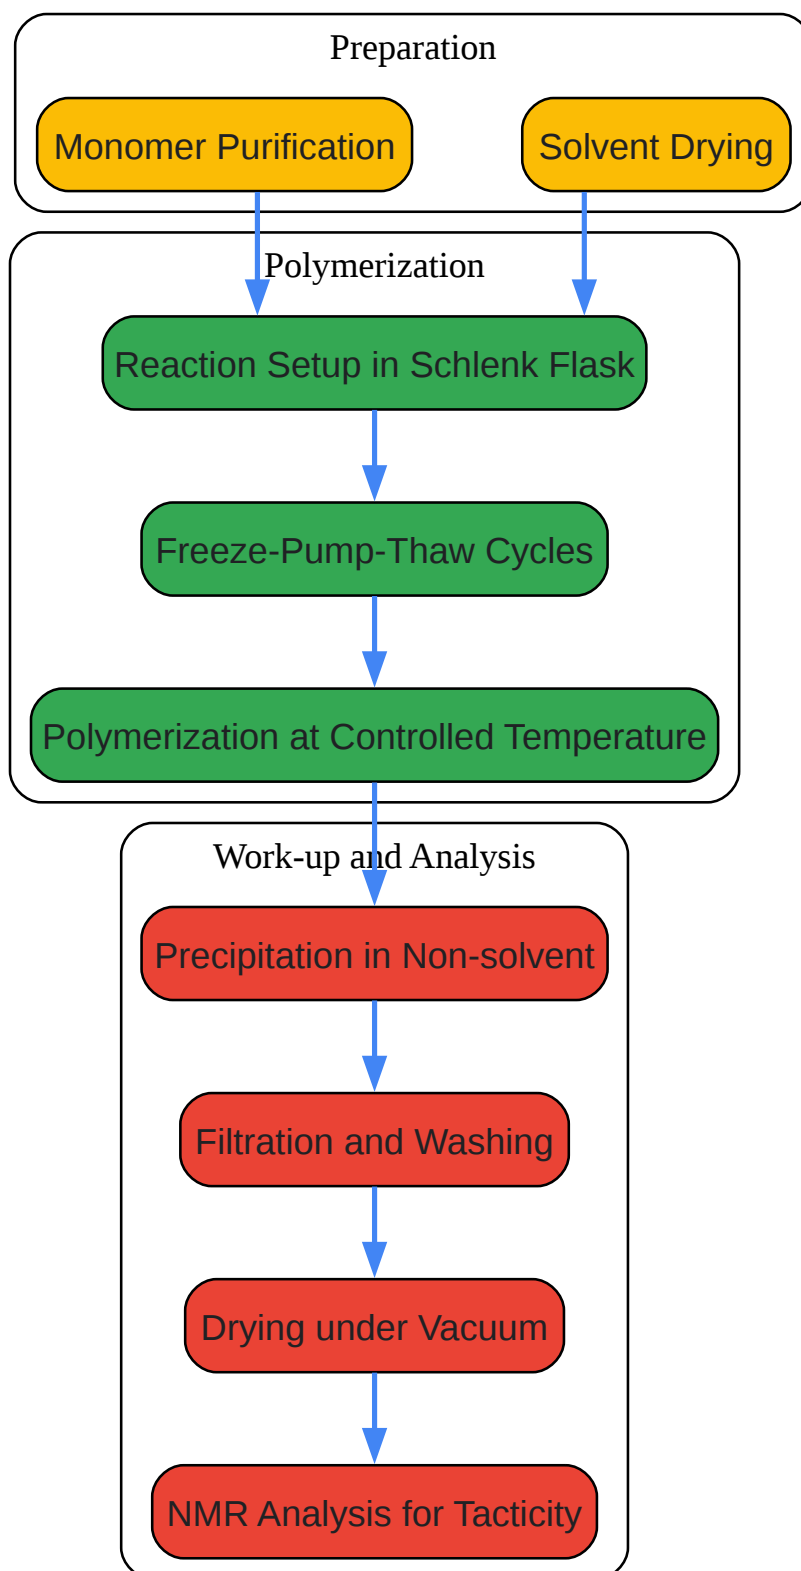 Preparation
Monomer Purification
Solvent Drying
Polymerization
Reaction Setup in Schlenk Flask
Freeze-Pump-Thaw Cycles
Polymerization at Controlled Temperature
Work-up and Analysis
Precipitation in Non-solvent
Filtration and Washing
Drying under Vacuum
NMR Analysis for Tacticity